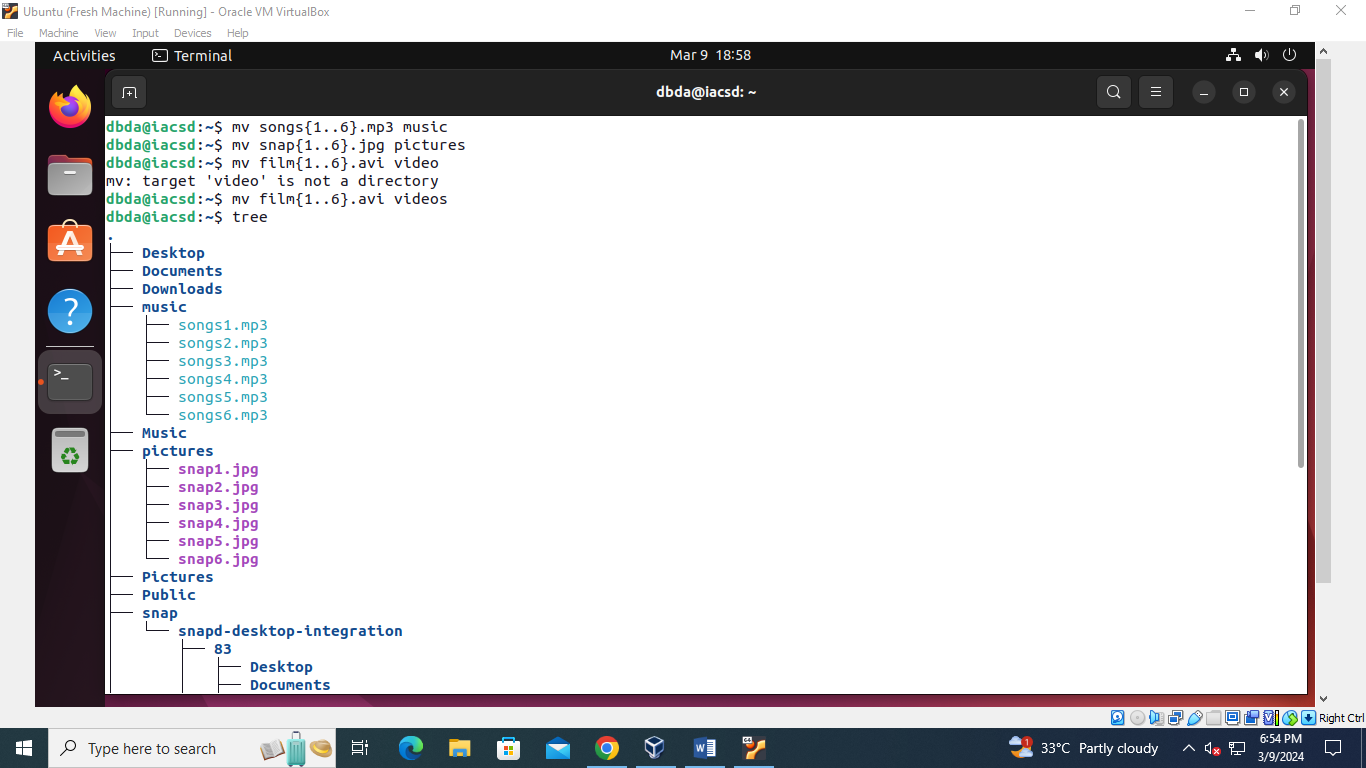 Ubuntu (Fresh Machine) [Running] - Oracle VM VirtualBox
File Machine View Input Devices Help
Activities Terminal Mar 9 18:58
dbda@iacsd: ~
dbda@iacsd:~$ mv songs{1..6}.mp3 music
dbda@iacsd:~$ mv snap{1..6}.jpg pictures
dbda@iacsd:~$ mv film{1..6}.avi video
mv: target 'video' is not a directory
dbda@iacsd:~$ mv film{1..6}.avi videos
dbda@iacsd:~$ tree
.
├── Desktop
├── Documents
├── Downloads
├── music
│   ├── songs1.mp3
│   ├── songs2.mp3
│   ├── songs3.mp3
│   ├── songs4.mp3
│   ├── songs5.mp3
│   └── songs6.mp3
├── Music
├── pictures
│   ├── snap1.jpg
│   ├── snap2.jpg
│   ├── snap3.jpg
│   ├── snap4.jpg
│   ├── snap5.jpg
│   └── snap6.jpg
├── Pictures
├── Public
├── snap
│   └── snapd-desktop-integration
│       ├── 83
│       │   ├── Desktop
│       │   ├── Documents
Right Ctrl
Type here to search
33°C Partly cloudy
6:54 PM
3/9/2024